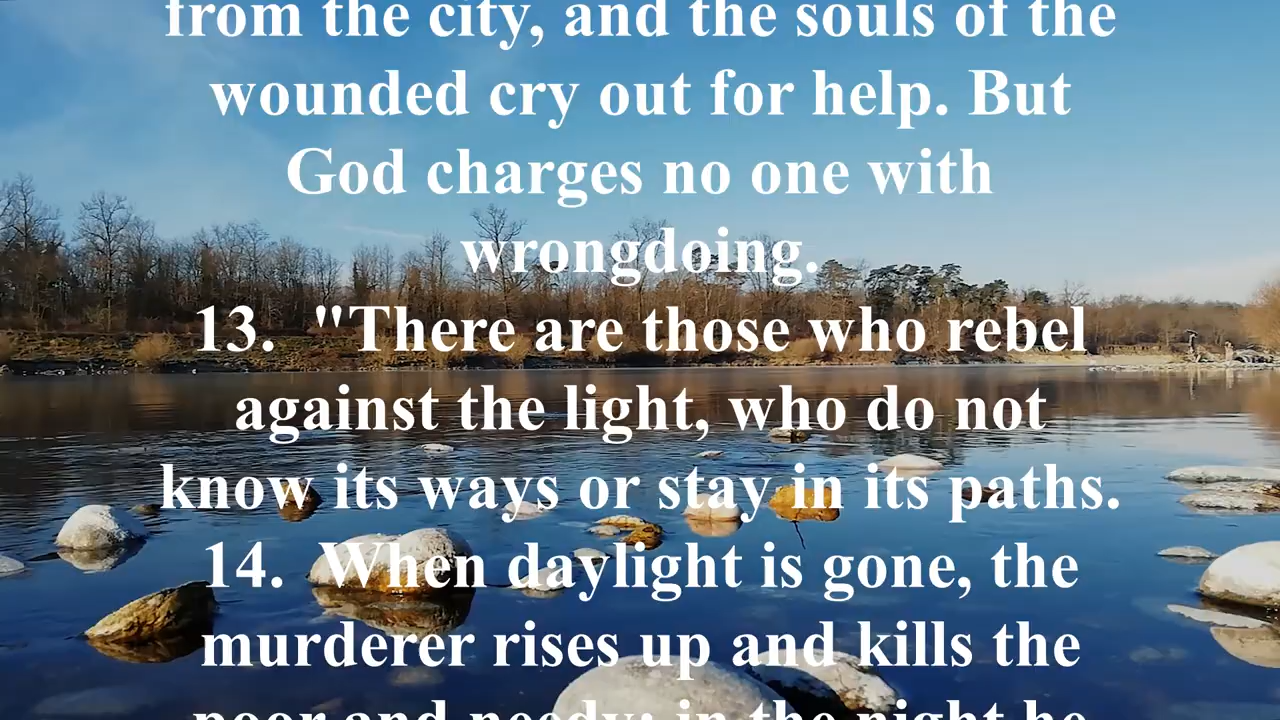 from the city, and the souls of the
wounded cry out for help. But
God charges no one with
wrongdoing.
13. "There are those who rebel
against the light, who do not
know its ways or stay in its paths.
14. When daylight is gone, the
murderer rises up and kills the
poor and needy; in the night he